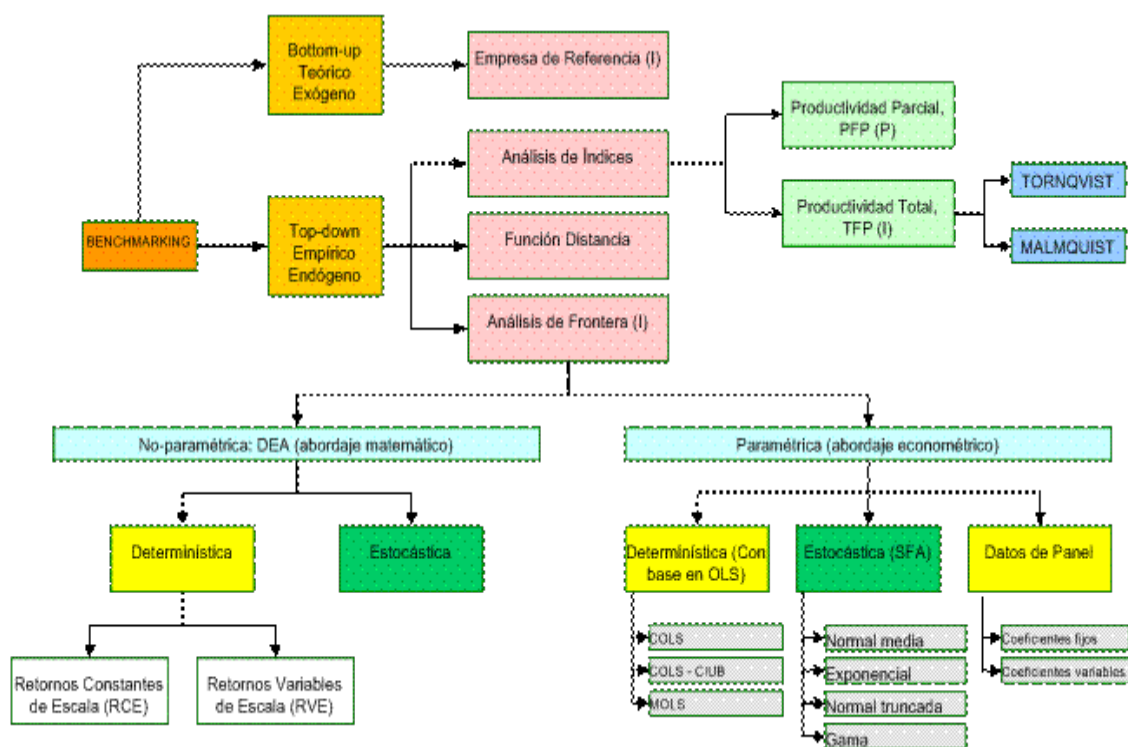 Bottom-up
Teórico
Exógeno
Empresa de Referencia (I)
Productividad Parcial,
PFP (P)
Análisis de Índices
TORNQVIST
Productividad Total,
TFP (I)
BENCHMARKING
Top-down
Empírico
Endógeno
Función Distancia
MALMQUIST
Análisis de Frontera (I)
No-paramétrica: DEA (abordaje matemático)
Paramétrica (abordaje econométrico)
Determinística
Estocástica
Determinística (Con
base en OLS)
Estocástica (SFA)
Datos de Panel
COLS
Normal media
Coeficientes fijos
COLS - CIUB
Exponencial
Coeficientes variables
MOLS
Normal truncada
Gama
Retornos Constantes
de Escala (RCE)
Retornos Variables
de Escala (RVE)